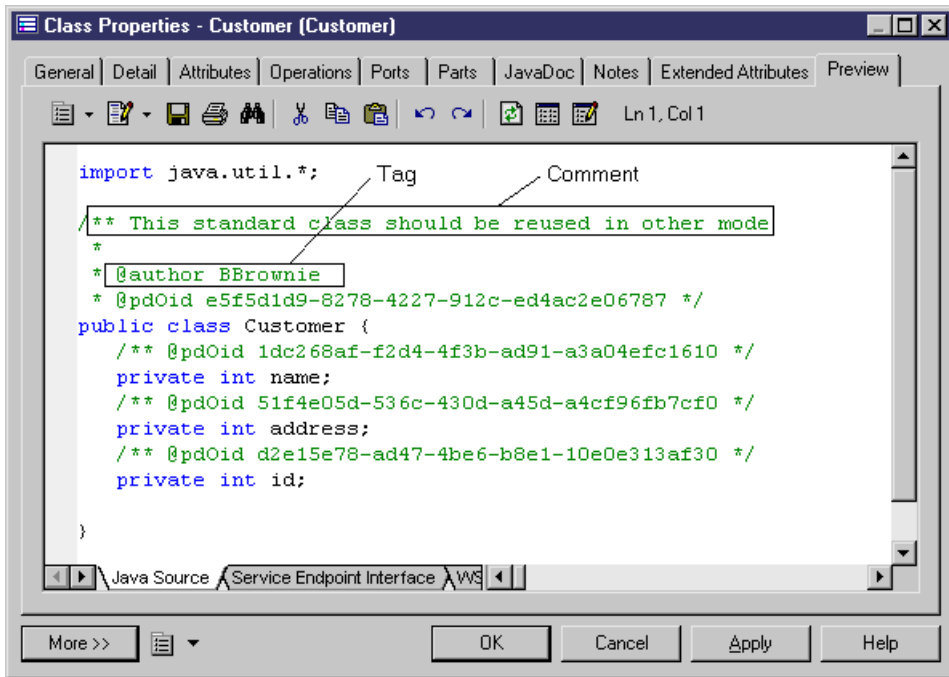 Class Properties - Customer (Customer)
General Detail Attributes Operations Ports Parts JavaDoc Notes Extended Attributes Preview
Ln 1, Col 1
import java.util.*;
Tag
Comment
/** This standard class should be reused in other mode
*
* @author BBrownie
* @pdOid e5f5d1d9-8278-4227-912c-ed4ac2e06787 */
public class Customer {
/** @pdOid 1dc268af-f2d4-4f3b-ad91-a3a04efc1610 */
private int name;
/** @pdOid 51f4e05d-536c-430d-a45d-a4cf96fb7cf0 */
private int address;
/** @pdOid d2e15e78-ad47-4be6-b8e1-10e0e313af30 */
private int id;
}
Java Source Service Endpoint Interface WS
More >> OK Cancel Apply Help